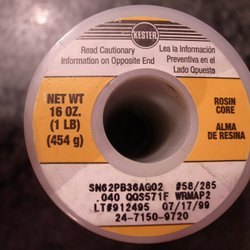 KESTER
Read Cautionary
Information on Opposite End
Lea la Información
Preventiva en el
Lado Opuesto
NET WT
16 OZ.
(1 LB)
(454 g)
ROSIN
CORE
ALMA
DE RESINA
SN62PB36AG02 #58/285
.040 QQS571F WRMAP2
LT#912495 07/17/99
24-7150-9720